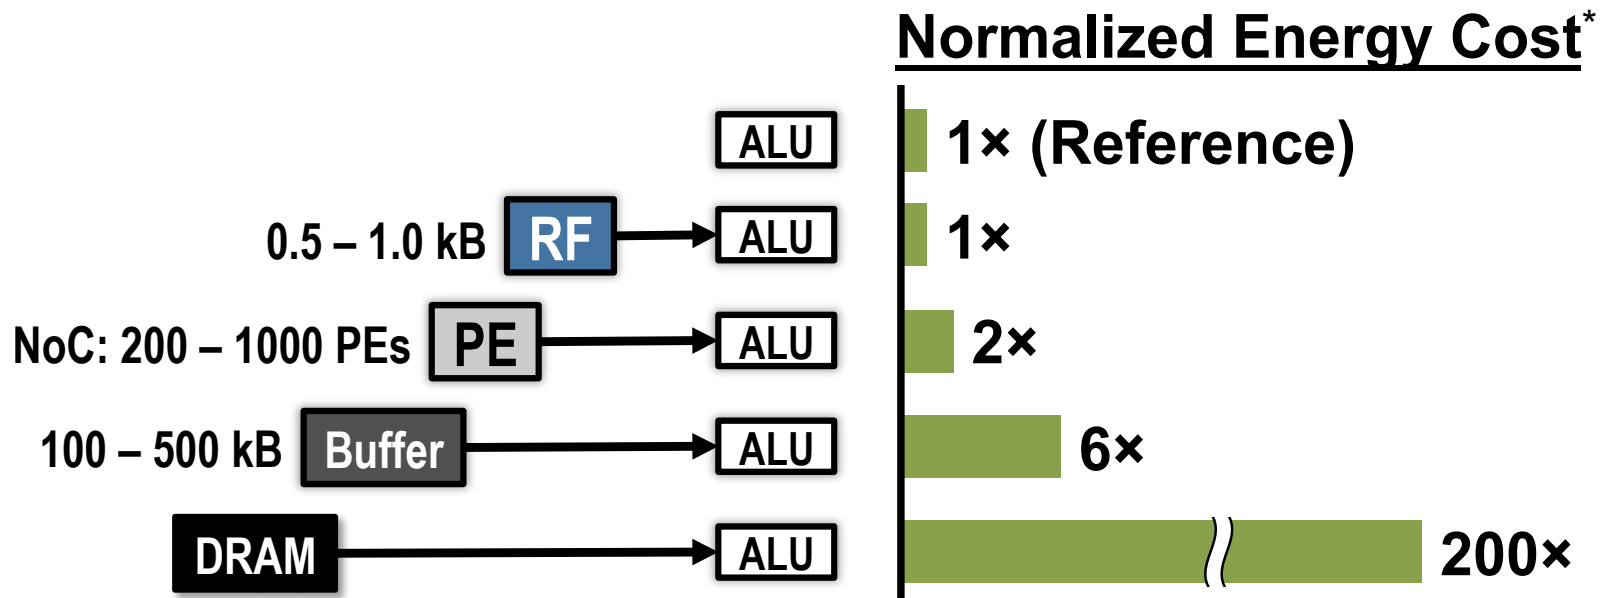 Normalized Energy Cost*
ALU 1× (Reference)
0.5 – 1.0 kB RF ALU 1×
NoC: 200 – 1000 PEs PE ALU 2×
100 – 500 kB Buffer ALU 6×
DRAM ALU 200×